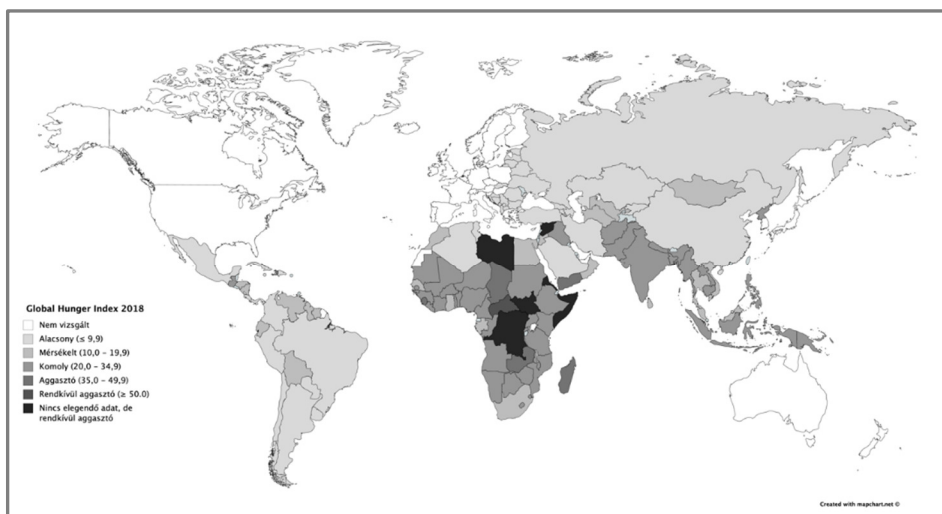 Global Hunger Index 2018
Nem vizsgált
Alacsony (≤ 9,9)
Mérsékelt (10,0 – 19,9)
Komoly (20,0 – 34,9)
Aggasztó (35,0 – 49,9)
Rendkívül aggasztó (≥ 50.0)
Nincs elegendő adat, de
rendkívül aggasztó
Created with mapchart.net ©